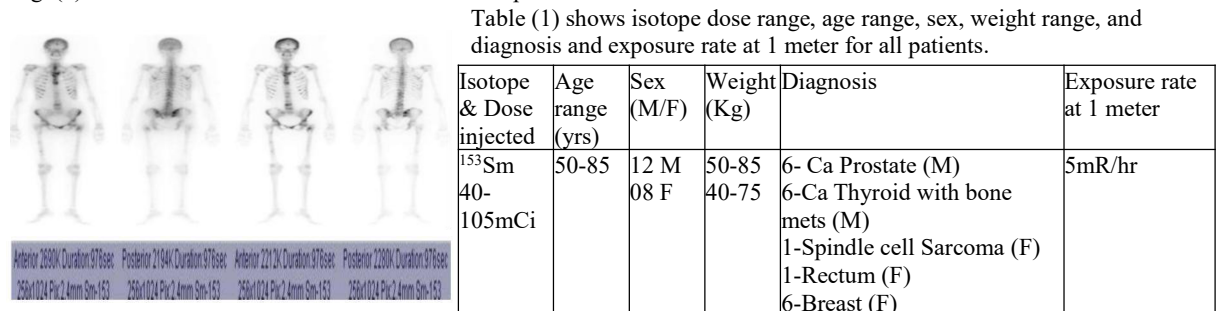 Table (1) shows isotope dose range, age range, sex, weight range, and
diagnosis and exposure rate at 1 meter for all patients.
Isotope & Dose injected Age range (yrs) Sex (M/F) Weight (Kg) Diagnosis Exposure rate at 1 meter
153Sm 40-105mCi 50-85 12 M 50-85 6- Ca Prostate (M) 5mR/hr
08 F 40-75 6-Ca Thyroid with bone
mets (M)
1-Spindle cell Sarcoma (F)
1-Rectum (F)
6-Breast (F)
Anterior 2690K Duration:976sec Posterior 2194K Duration:976sec Anterior 2212K Duration:976sec Posterior 2280K Duration:976sec
256x1024 Pix:2.4mm Sm-153 256x1024 Pix:2.4mm Sm-153 256x1024 Pix:2.4mm Sm-153 256x1024 Pix:2.4mm Sm-153